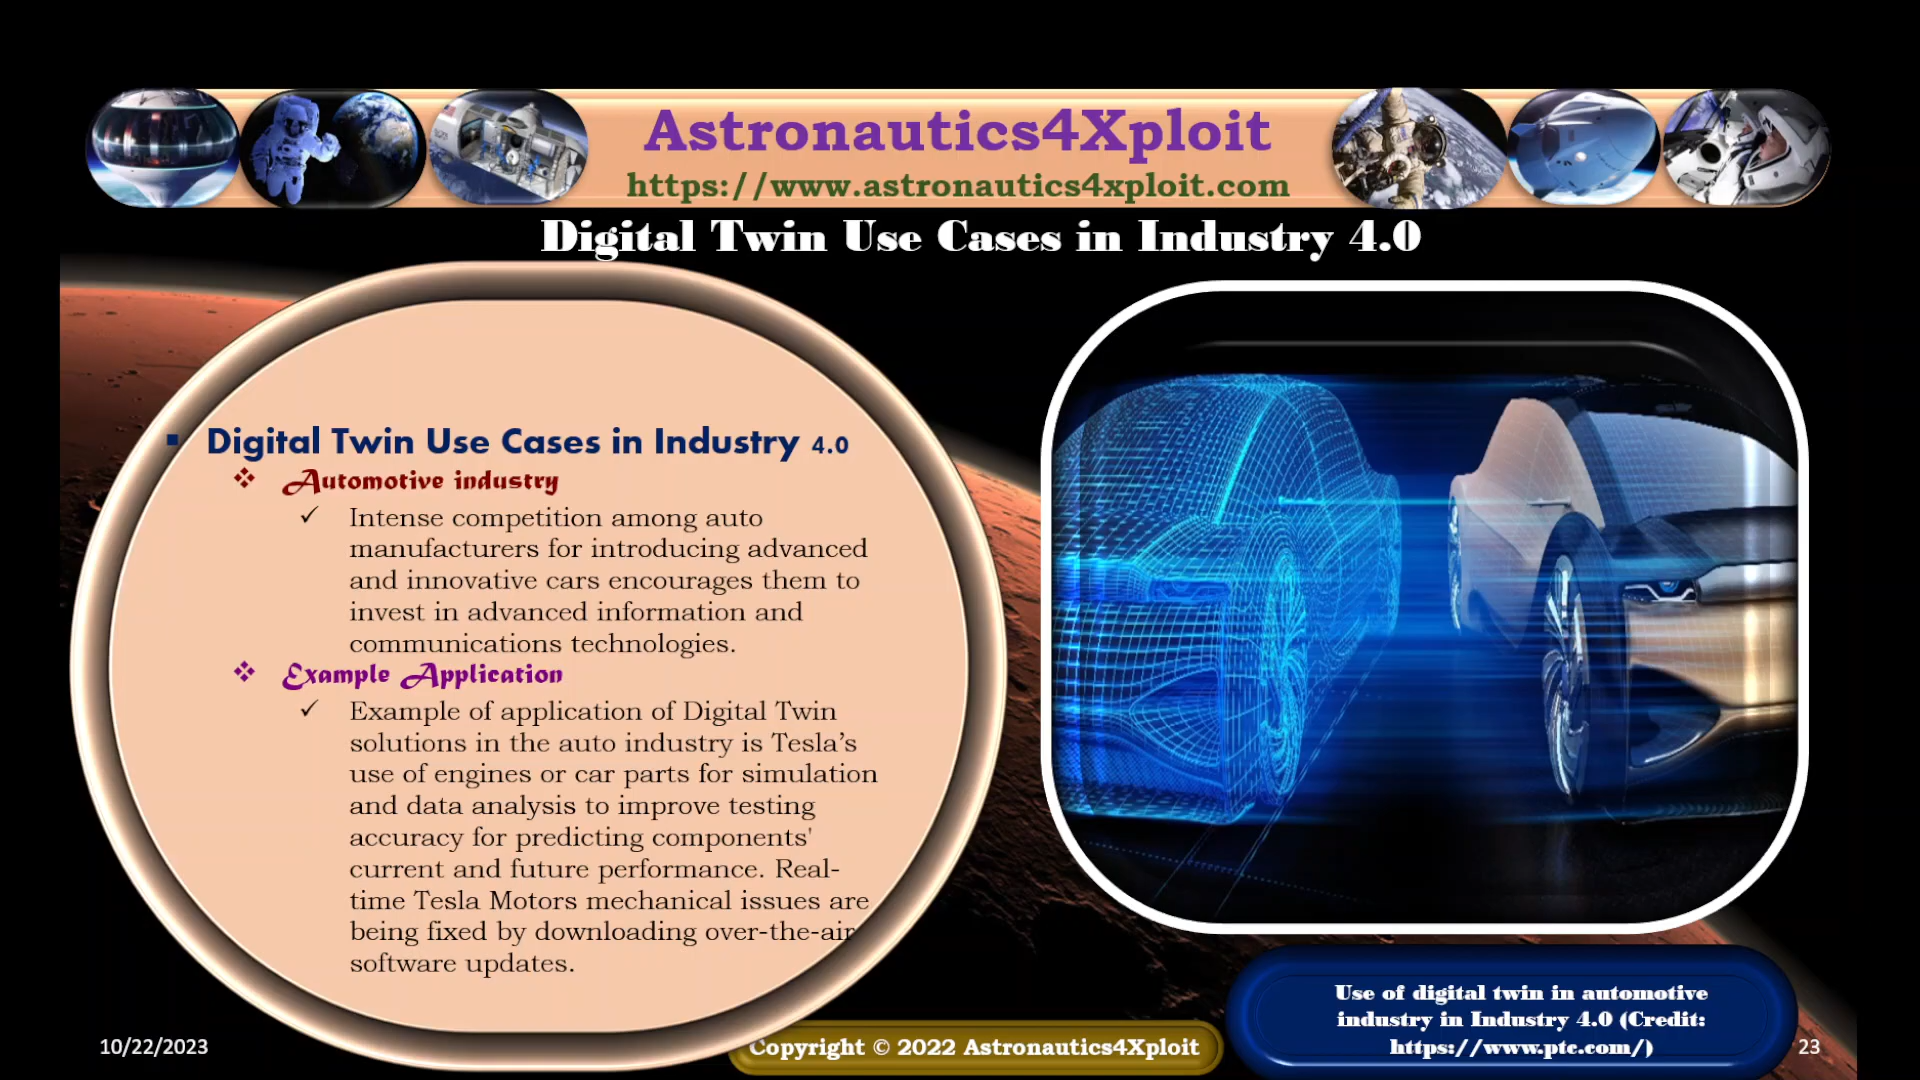 Astronautics4Xploit
https://www.astronautics4xploit.com
Digital Twin Use Cases in Industry 4.0
Digital Twin Use Cases in Industry 4.0
Automotive industry
Intense competition among auto
manufacturers for introducing advanced
and innovative cars encourages them to
invest in advanced information and
communications technologies.
Example Application
Example of application of Digital Twin
solutions in the auto industry is Tesla’s
use of engines or car parts for simulation
and data analysis to improve testing
accuracy for predicting components'
current and future performance. Real-
time Tesla Motors mechanical issues are
being fixed by downloading over-the-air
software updates.
Use of digital twin in automotive
industry in Industry 4.0 (Credit:
https://www.ptc.com/)
10/22/2023
Copyright © 2022 Astronautics4Xploit
23